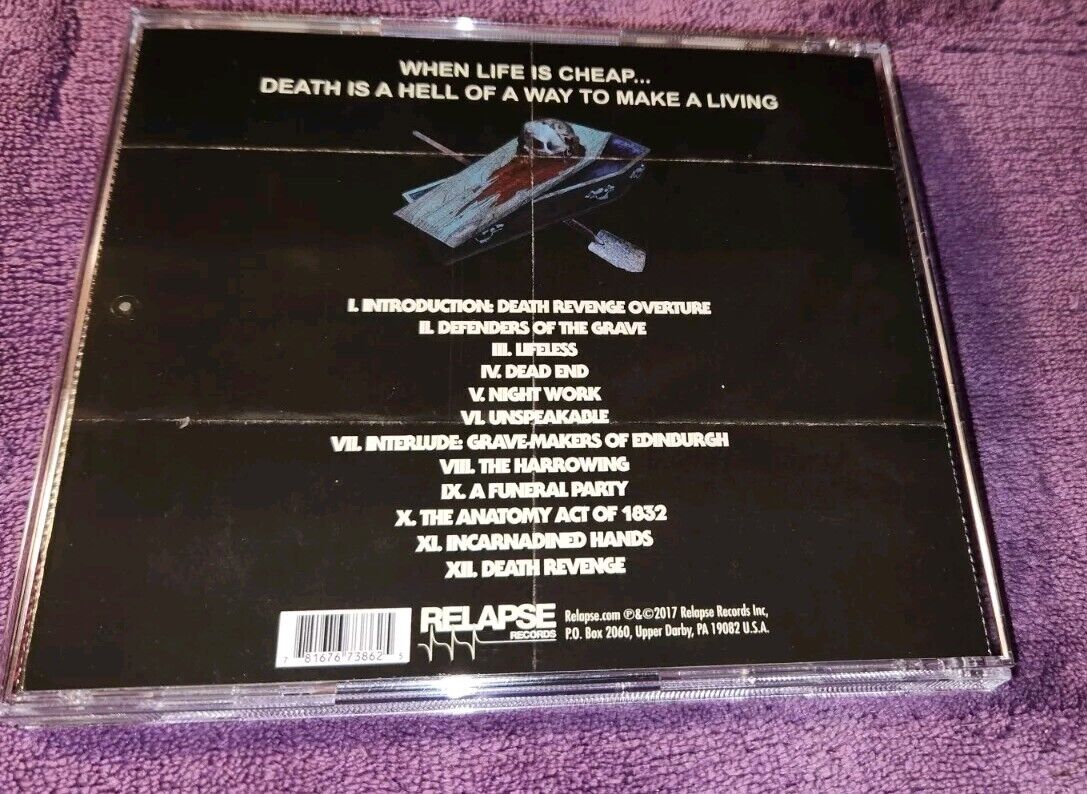 WHEN LIFE IS CHEAP...
DEATH IS A HELL OF A WAY TO MAKE A LIVING
I. INTRODUCTION: DEATH REVENGE OVERTURE
II. DEFENDERS OF THE GRAVE
III. LIFELESS
IV. DEAD END
V. NIGHT WORK
VI. UNSPEAKABLE
VII. INTERLUDE: GRAVE-MAKERS OF EDINBURGH
VIII. THE HARROWING
IX. A FUNERAL PARTY
X. THE ANATOMY ACT OF 1832
XI. INCARNADINED HANDS
XII. DEATH REVENGE
7 81676 73862 5
RELAPSE
RECORDS
Relapse.com ℗&©2017 Relapse Records Inc,
P.O. Box 2060, Upper Darby, PA 19082 U.S.A.